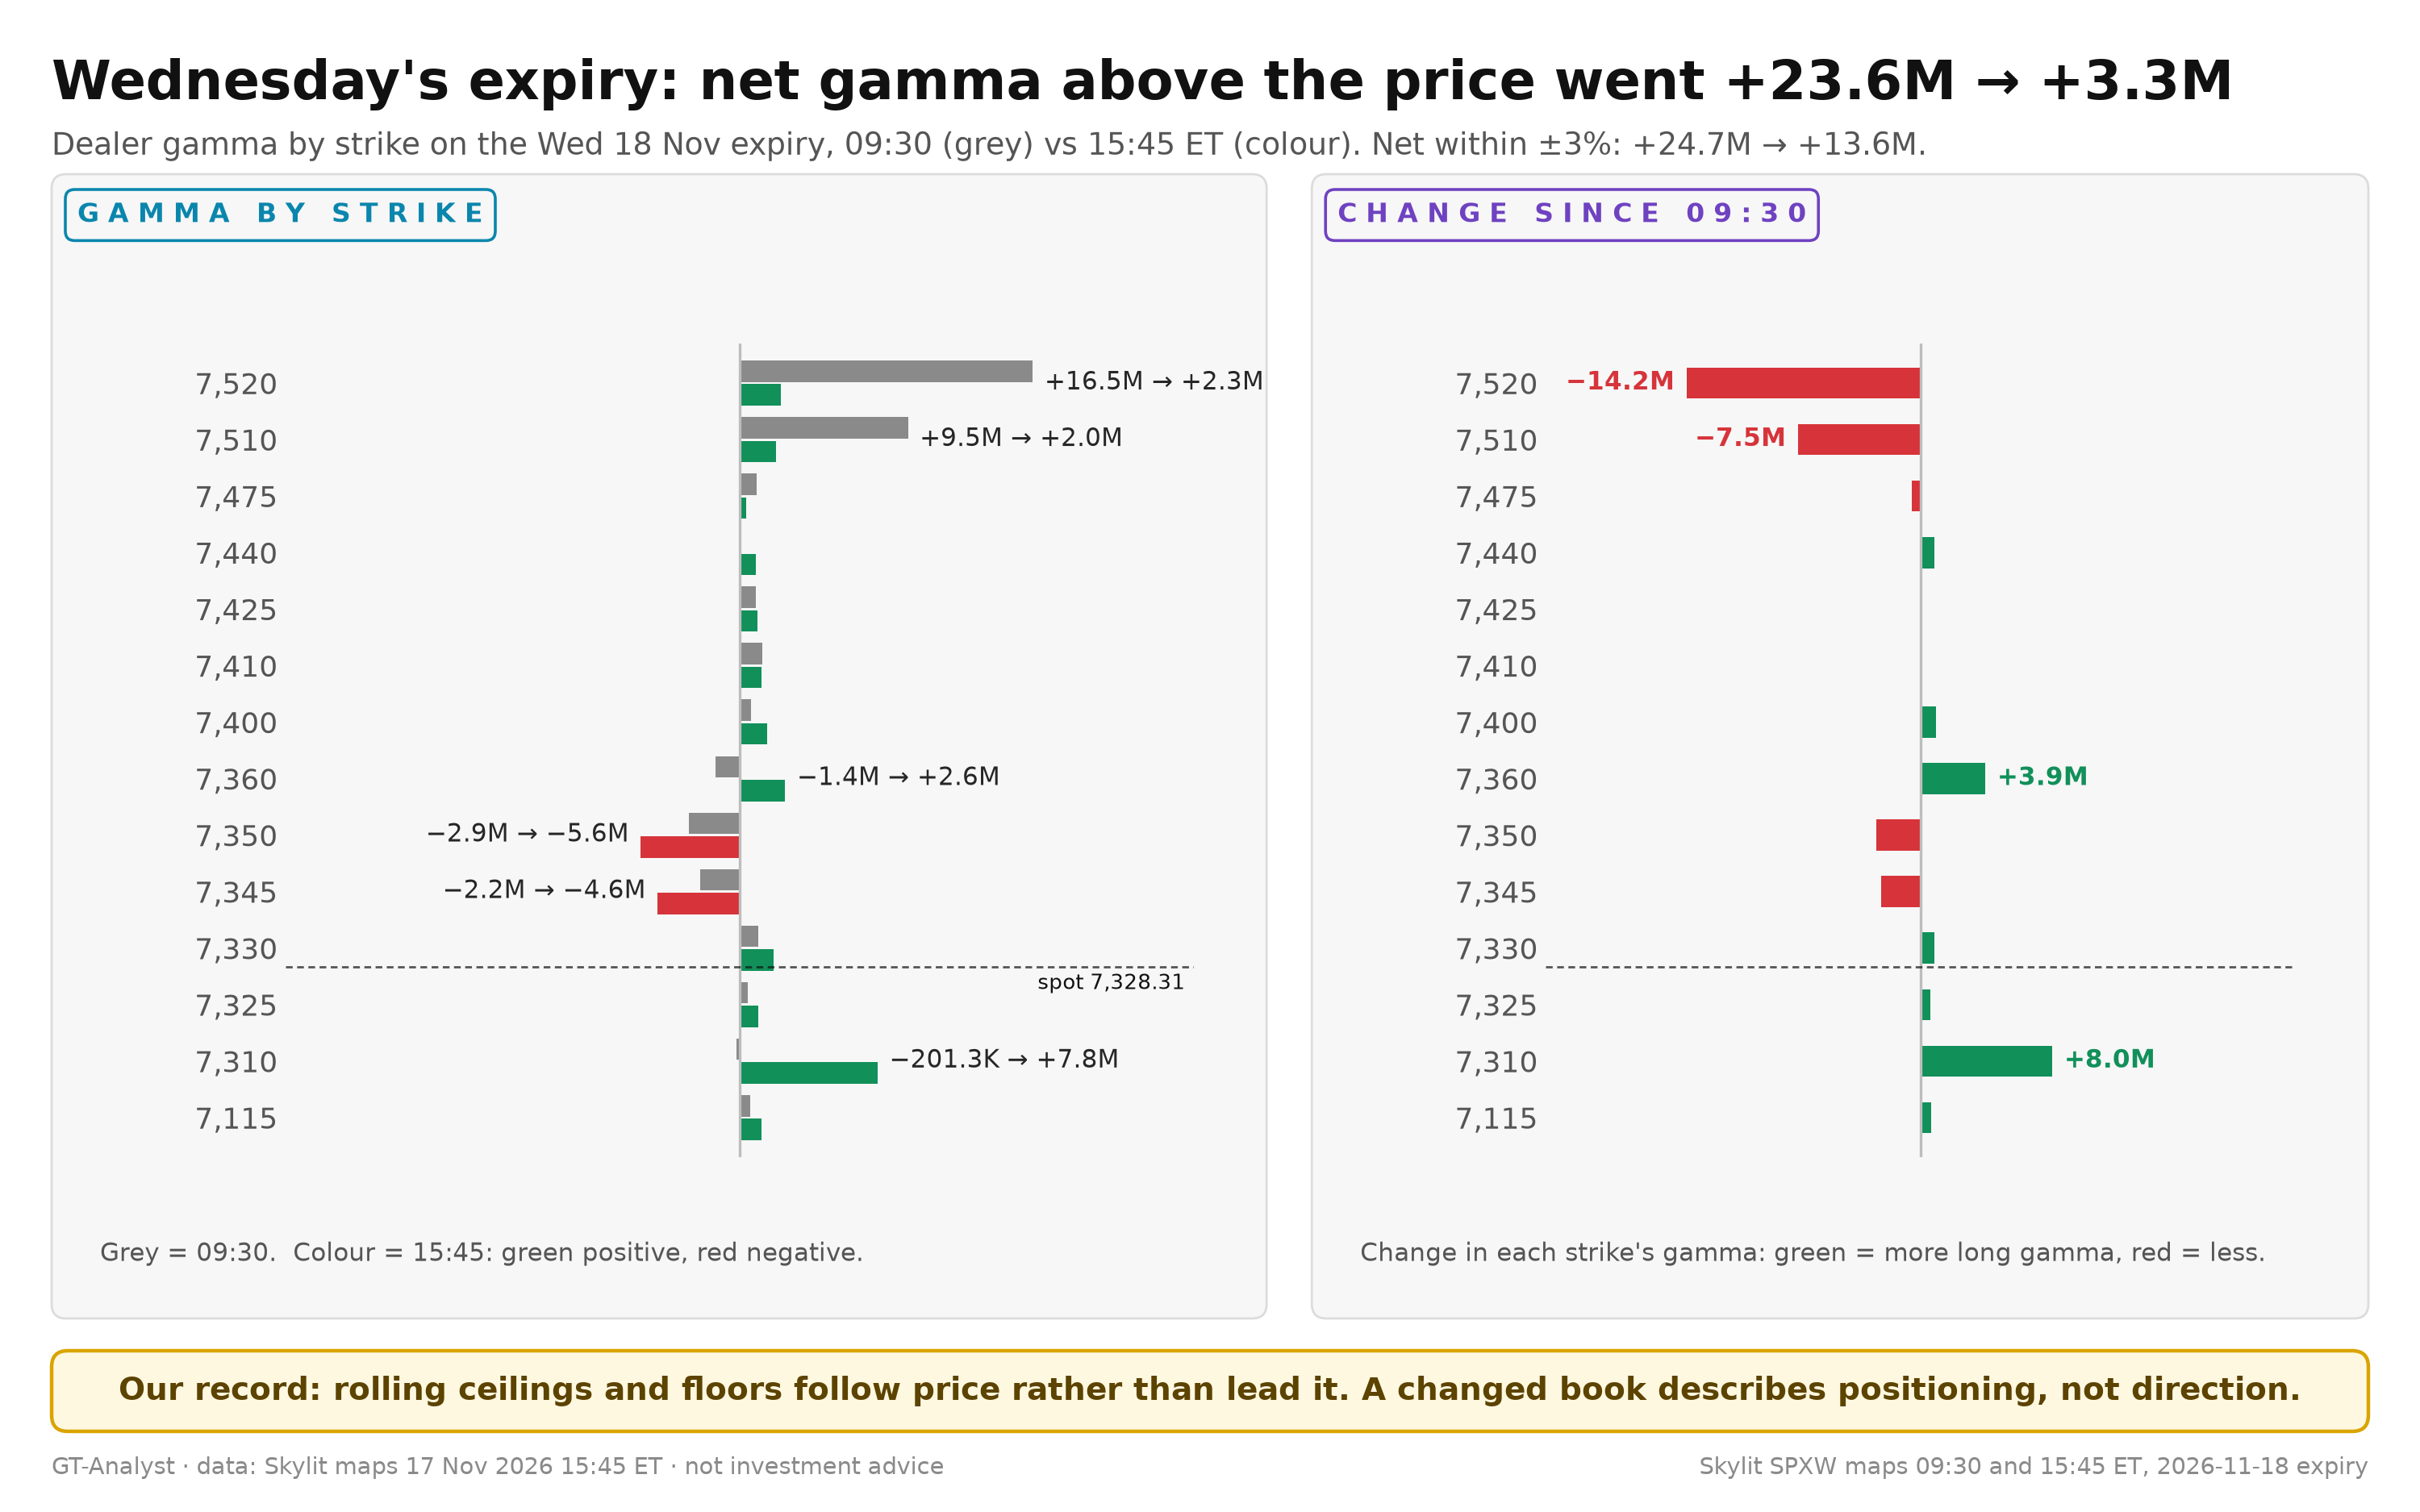 Wednesday's expiry: net gamma above the price went +23.6M → +3.3M
Dealer gamma by strike on the Wed 18 Nov expiry, 09:30 (grey) vs 15:45 ET (colour). Net within ±3%: +24.7M → +13.6M.
GAMMA BY STRIKE
7,520 +16.5M → +2.3M
7,510 +9.5M → +2.0M
7,475
7,440
7,425
7,410
7,400
7,360 −1.4M → +2.6M
7,350 −2.9M → −5.6M
7,345 −2.2M → −4.6M
7,330
spot 7,328.31
7,325
7,310 −201.3K → +7.8M
7,115
Grey = 09:30. Colour = 15:45: green positive, red negative.
CHANGE SINCE 09:30
7,520 −14.2M
7,510 −7.5M
7,475
7,440
7,425
7,410
7,400
7,360 +3.9M
7,350
7,345
7,330
7,325
7,310 +8.0M
7,115
Change in each strike's gamma: green = more long gamma, red = less.
Our record: rolling ceilings and floors follow price rather than lead it. A changed book describes positioning, not direction.
GT-Analyst · data: Skylit maps 17 Nov 2026 15:45 ET · not investment advice
Skylit SPXW maps 09:30 and 15:45 ET, 2026-11-18 expiry